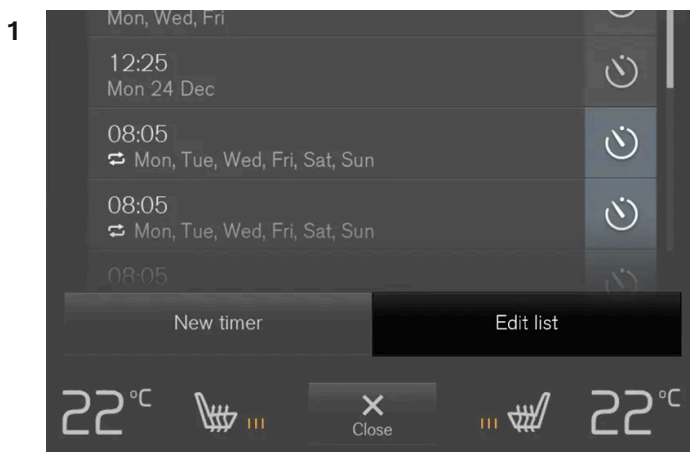 1
Mon, Wed, Fri
12:25
Mon 24 Dec
08:05
Mon, Tue, Wed, Fri, Sat, Sun
08:05
Mon, Tue, Wed, Fri, Sat, Sun
08:05
New timer Edit list
22°C Close 22°C